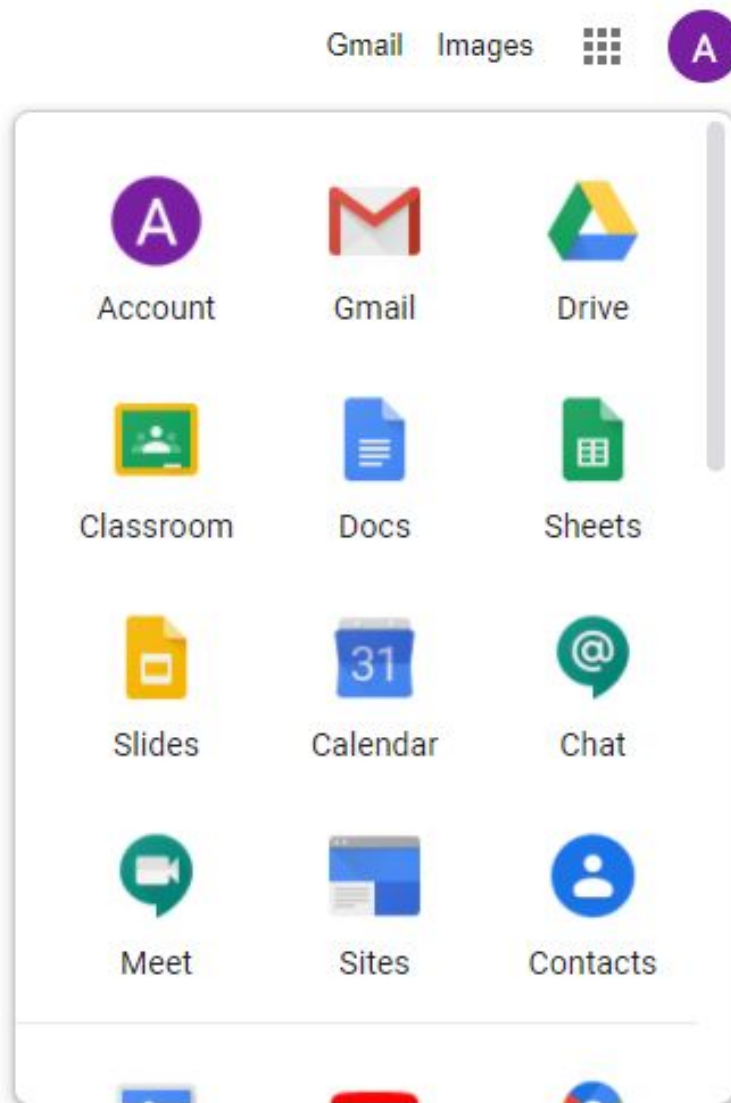 Gmail Images A
A
Account Gmail Drive
Classroom Docs Sheets
31 @
Slides Calendar Chat
Meet Sites Contacts